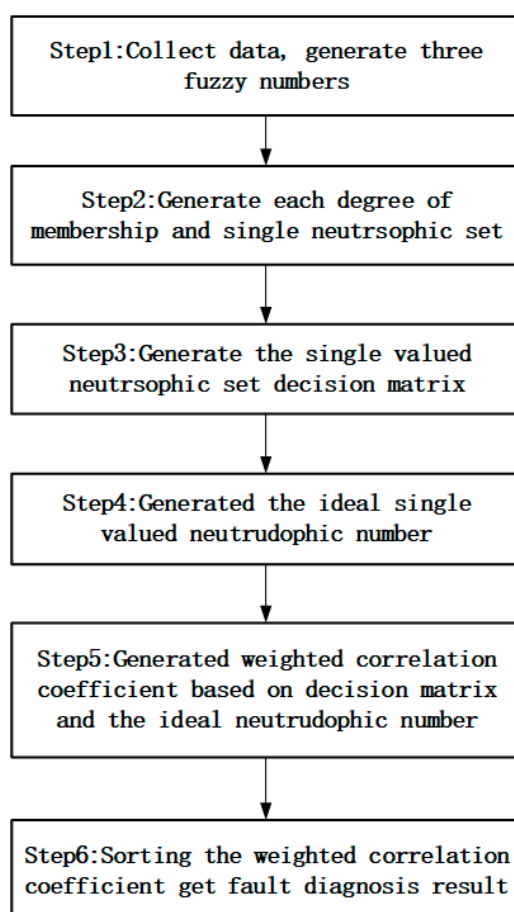 Step1:Collect data, generate three
fuzzy numbers
Step2:Generate each degree of
membership and single neutrsophic set
Step3:Generate the single valued
neutrsophic set decision matrix
Step4:Generated the ideal single
valued neutrudophic number
Step5:Generated weighted correlation
coefficient based on decision matrix
and the ideal neutrudophic number
Step6:Sorting the weighted correlation
coefficient get fault diagnosis result